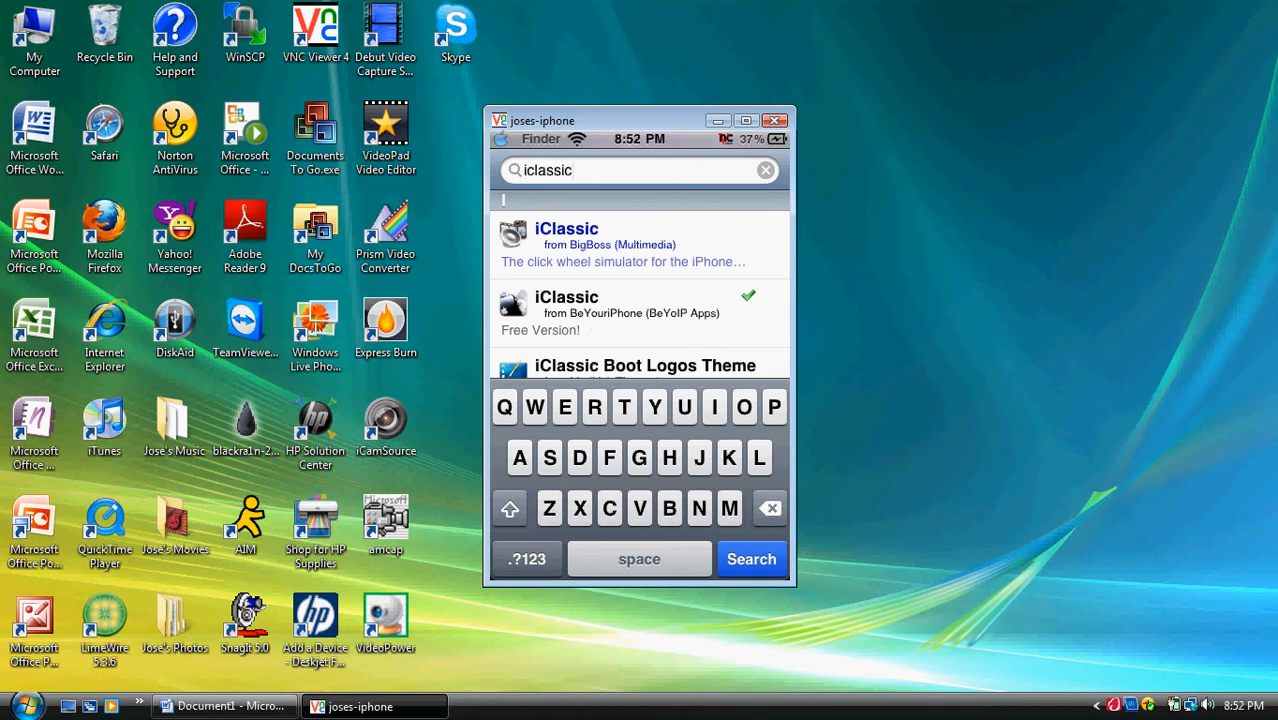 My
Computer
Recycle Bin
Help and
Support
WinSCP
VNC Viewer 4
Debut Video
Capture S...
Skype
Microsoft
Office Wo...
Safari
Norton
AntiVirus
Microsoft
Office - ...
Documents
To Go.exe
VideoPad
Video Editor
Microsoft
Office Po...
Mozilla
Firefox
Yahoo!
Messenger
Adobe
Reader 9
My
DocsToGo
Prism Video
Converter
Microsoft
Office Exc...
Internet
Explorer
DiskAid
TeamViewe...
Windows
Live Pho...
Express Burn
Microsoft
Office ...
iTunes
Jose's Music
blackra1n-2...
HP Solution
Center
iCamSource
Microsoft
Office Po...
QuickTime
Player
Jose's Movies
AIM
Shop for HP
Supplies
Microsoft
amcap
Microsoft
Office P...
LimeWire
5.3.6
Jose's Photos
SnagIt 5.0
Add a Device
- Deskjet F...
VideoPower
joses-iphone
Finder 8:52 PM 37%
iclassic
I
iClassic
from BigBoss (Multimedia)
The click wheel simulator for the iPhone...
iClassic
from BeYouriPhone (BeYoIP Apps)
Free Version!
iClassic Boot Logos Theme
Q W E R T Y U I O P
A S D F G H J K L
Z X C V B N M
.?123 space Search
Document1 - Micro...
joses-iphone
8:52 PM